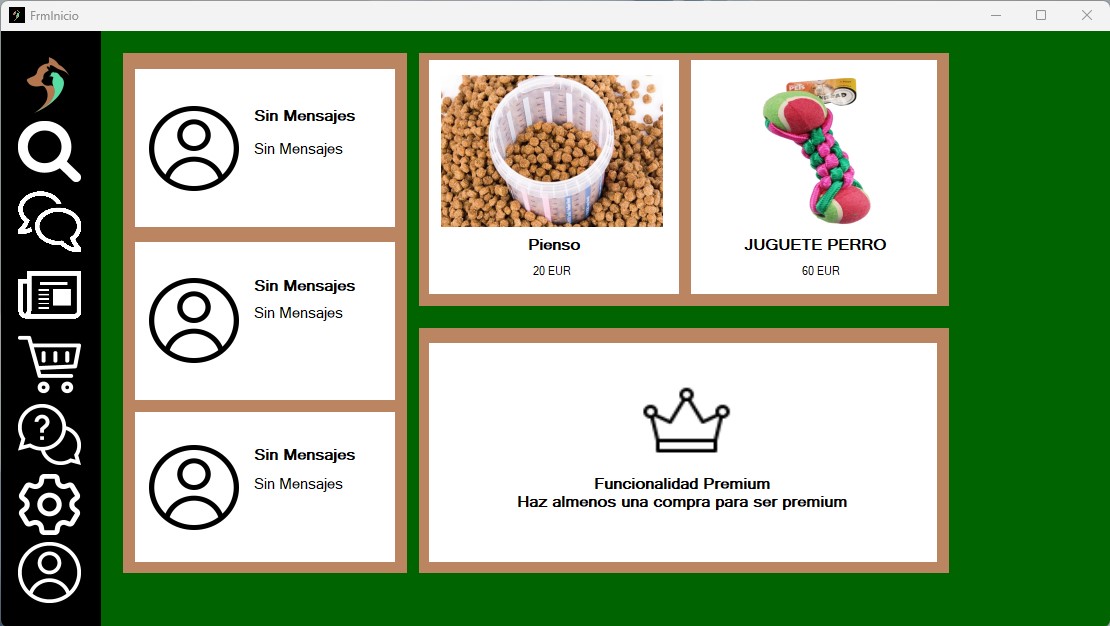 FrmInicio
Sin Mensajes
Sin Mensajes
Sin Mensajes
Sin Mensajes
Sin Mensajes
Sin Mensajes
Pienso
20 EUR
JUGUETE PERRO
60 EUR
?
Funcionalidad Premium
Haz almenos una compra para ser premium